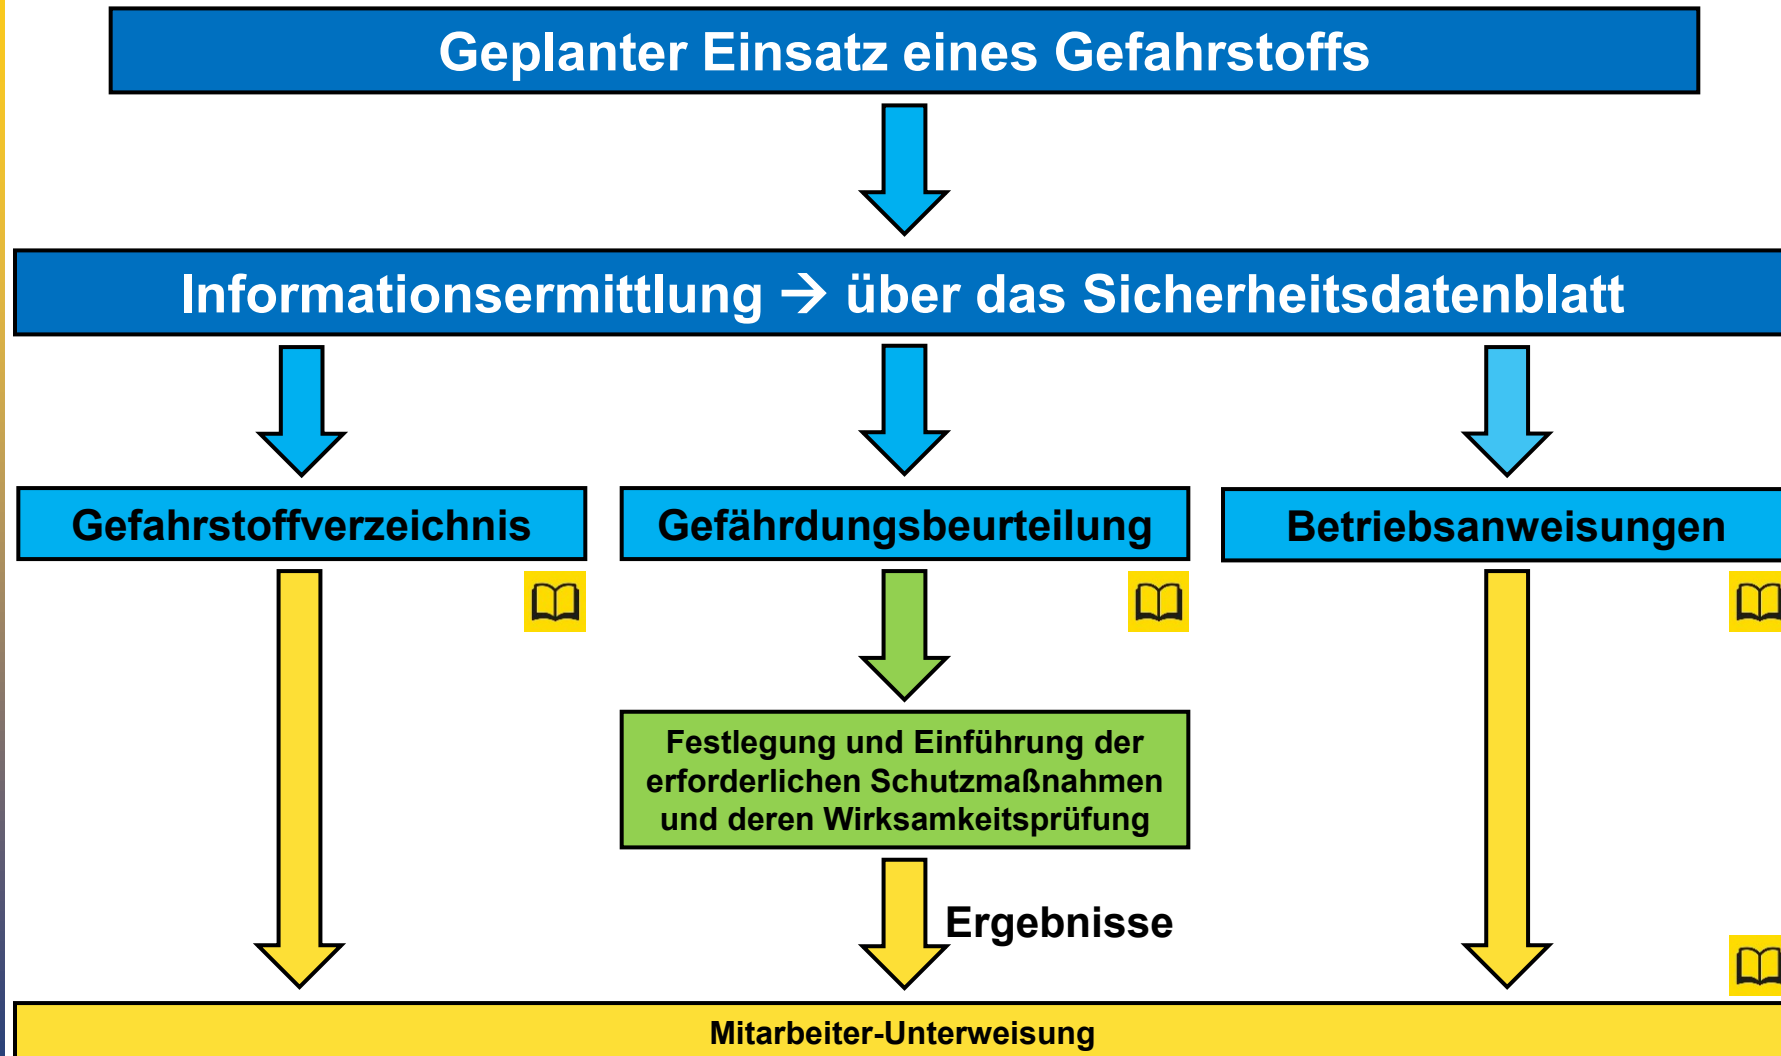 Geplanter Einsatz eines Gefahrstoffs
Informationsermittlung → über das Sicherheitsdatenblatt
Gefahrstoffverzeichnis
Gefährdungsbeurteilung
Betriebsanweisungen
Festlegung und Einführung der
erforderlichen Schutzmaßnahmen
und deren Wirksamkeitsprüfung
Ergebnisse
Mitarbeiter-Unterweisung